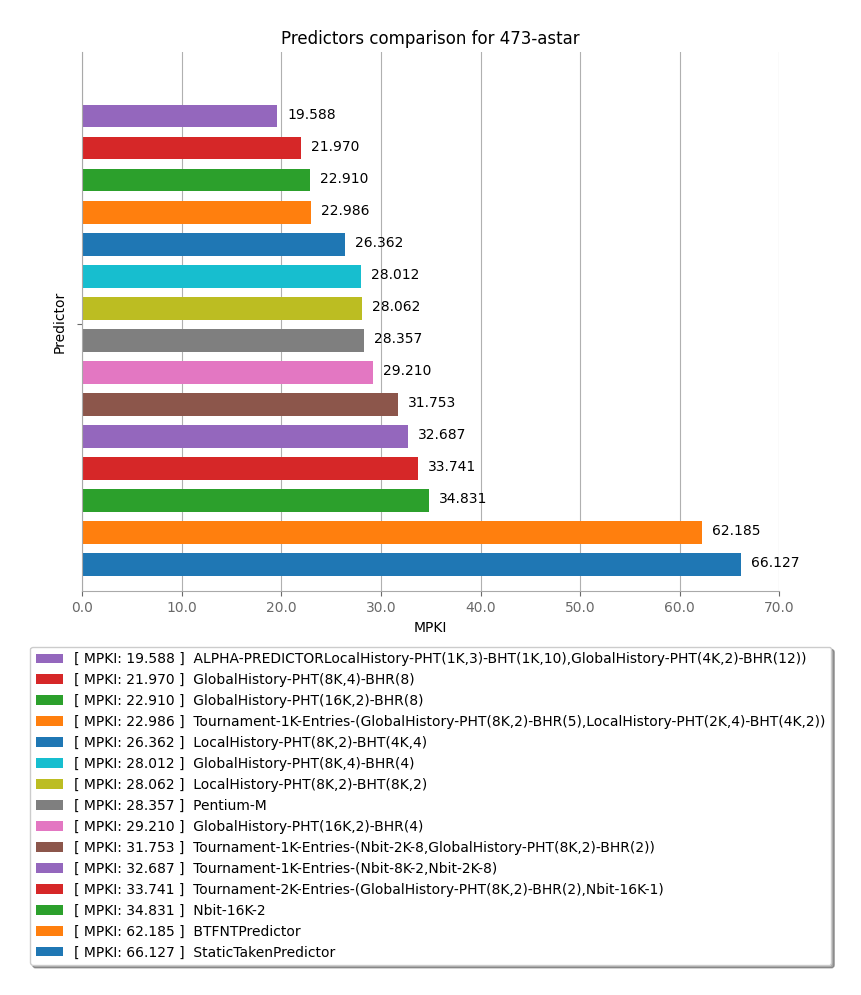 Predictors comparison for 473-astar
19.588
21.970
22.910
22.986
26.362
28.012
28.062
28.357
29.210
31.753
32.687
33.741
34.831
62.185
66.127
Predictor
0.0 10.0 20.0 30.0 40.0 50.0 60.0 70.0
MPKI
[ MPKI: 19.588 ] ALPHA-PREDICTORLocalHistory-PHT(1K,3)-BHT(1K,10),GlobalHistory-PHT(4K,2)-BHR(12))
[ MPKI: 21.970 ] GlobalHistory-PHT(8K,4)-BHR(8)
[ MPKI: 22.910 ] GlobalHistory-PHT(16K,2)-BHR(8)
[ MPKI: 22.986 ] Tournament-1K-Entries-(GlobalHistory-PHT(8K,2)-BHR(5),LocalHistory-PHT(2K,4)-BHT(4K,2))
[ MPKI: 26.362 ] LocalHistory-PHT(8K,2)-BHT(4K,4)
[ MPKI: 28.012 ] GlobalHistory-PHT(8K,4)-BHR(4)
[ MPKI: 28.062 ] LocalHistory-PHT(8K,2)-BHT(8K,2)
[ MPKI: 28.357 ] Pentium-M
[ MPKI: 29.210 ] GlobalHistory-PHT(16K,2)-BHR(4)
[ MPKI: 31.753 ] Tournament-1K-Entries-(Nbit-2K-8,GlobalHistory-PHT(8K,2)-BHR(2))
[ MPKI: 32.687 ] Tournament-1K-Entries-(Nbit-8K-2,Nbit-2K-8)
[ MPKI: 33.741 ] Tournament-2K-Entries-(GlobalHistory-PHT(8K,2)-BHR(2),Nbit-16K-1)
[ MPKI: 34.831 ] Nbit-16K-2
[ MPKI: 62.185 ] BTFNTPredictor
[ MPKI: 66.127 ] StaticTakenPredictor